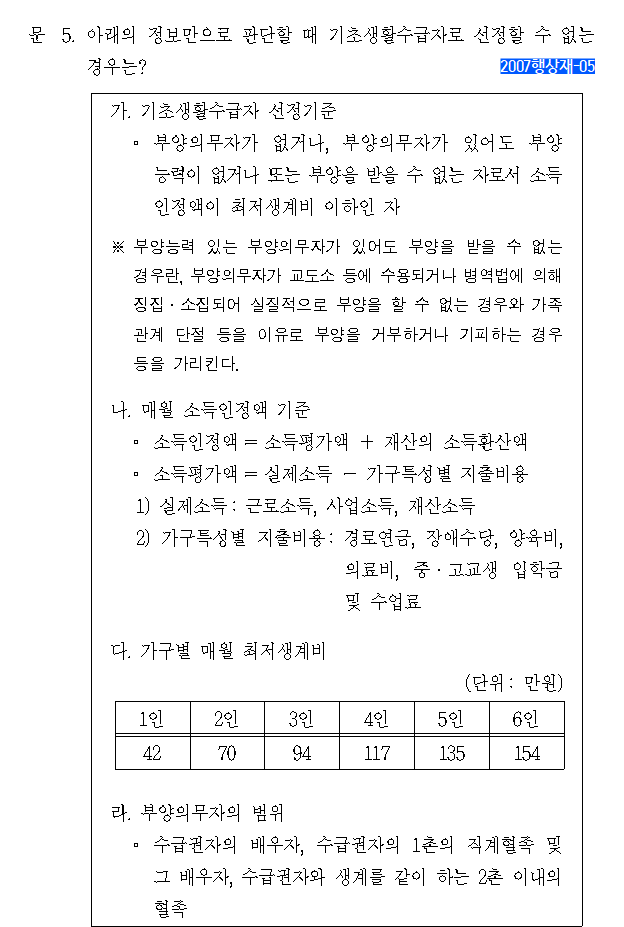 문 5. 아래의 정보만으로 판단할 때 기초생활수급자로 선정할 수 없는
경우는? 2007행상재-05
가. 기초생활수급자 선정기준
▫ 부양의무자가 없거나, 부양의무자가 있어도 부양
능력이 없거나 또는 부양을 받을 수 없는 자로서 소득
인정액이 최저생계비 이하인 자
※ 부양능력 있는 부양의무자가 있어도 부양을 받을 수 없는
경우란, 부양의무자가 교도소 등에 수용되거나 병역법에 의해
징집·소집되어 실질적으로 부양을 할 수 없는 경우와 가족
관계 단절 등을 이유로 부양을 거부하거나 기피하는 경우
등을 가리킨다.
나. 매월 소득인정액 기준
▫ 소득인정액 = 소득평가액 + 재산의 소득환산액
▫ 소득평가액 = 실제소득 - 가구특성별 지출비용
1) 실제소득: 근로소득, 사업소득, 재산소득
2) 가구특성별 지출비용: 경로연금, 장애수당, 양육비,
의료비, 중·고교생 입학금
및 수업료
다. 가구별 매월 최저생계비
(단위: 만원)
1인 2인 3인 4인 5인 6인
42 70 94 117 135 154
라. 부양의무자의 범위
▫ 수급권자의 배우자, 수급권자의 1촌의 직계혈족 및
그 배우자, 수급권자와 생계를 같이 하는 2촌 이내의
혈족